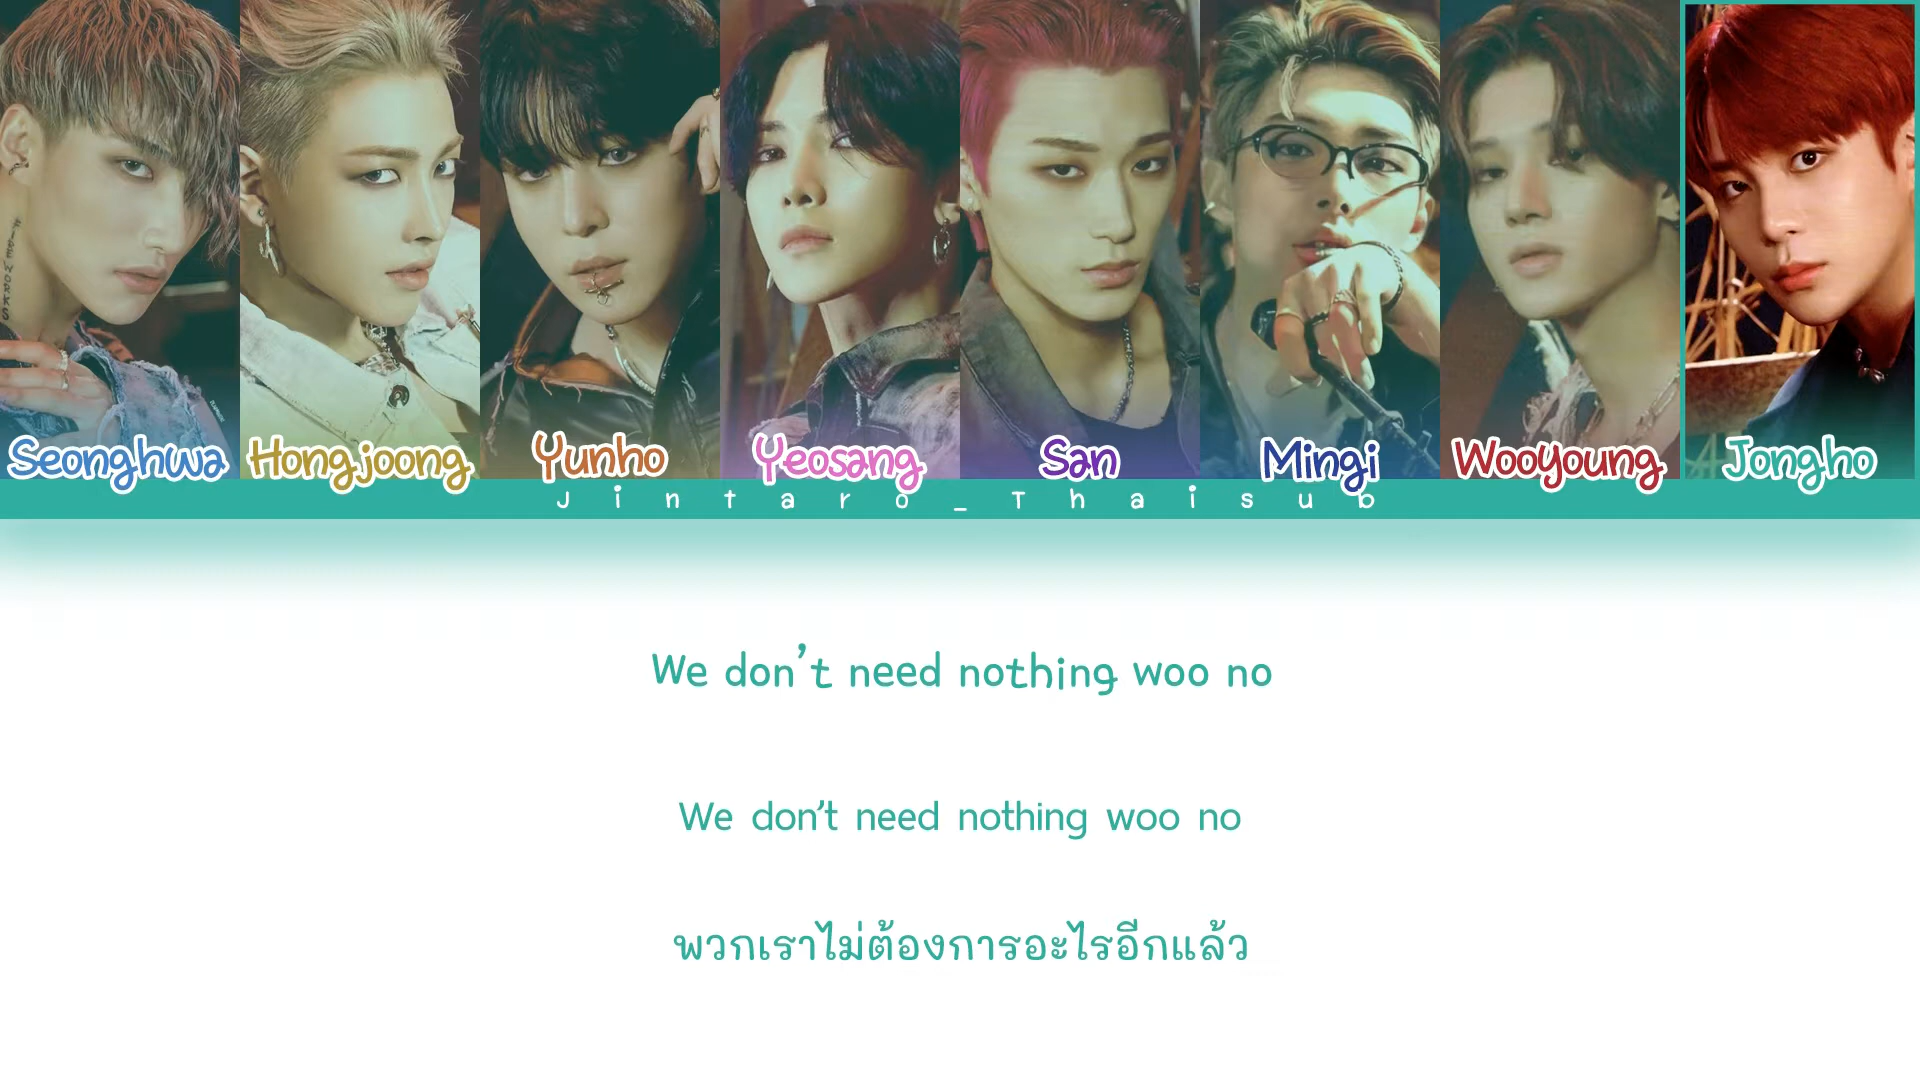 FIREWORKS
Seonghwa Hongjoong Yunho Yeosang San Mingi Wooyoung Jongho
Jintaro_Thaisub
We don't need nothing woo no
We don't need nothing woo no
พวกเราไม่ต้องการอะไรอีกแล้ว